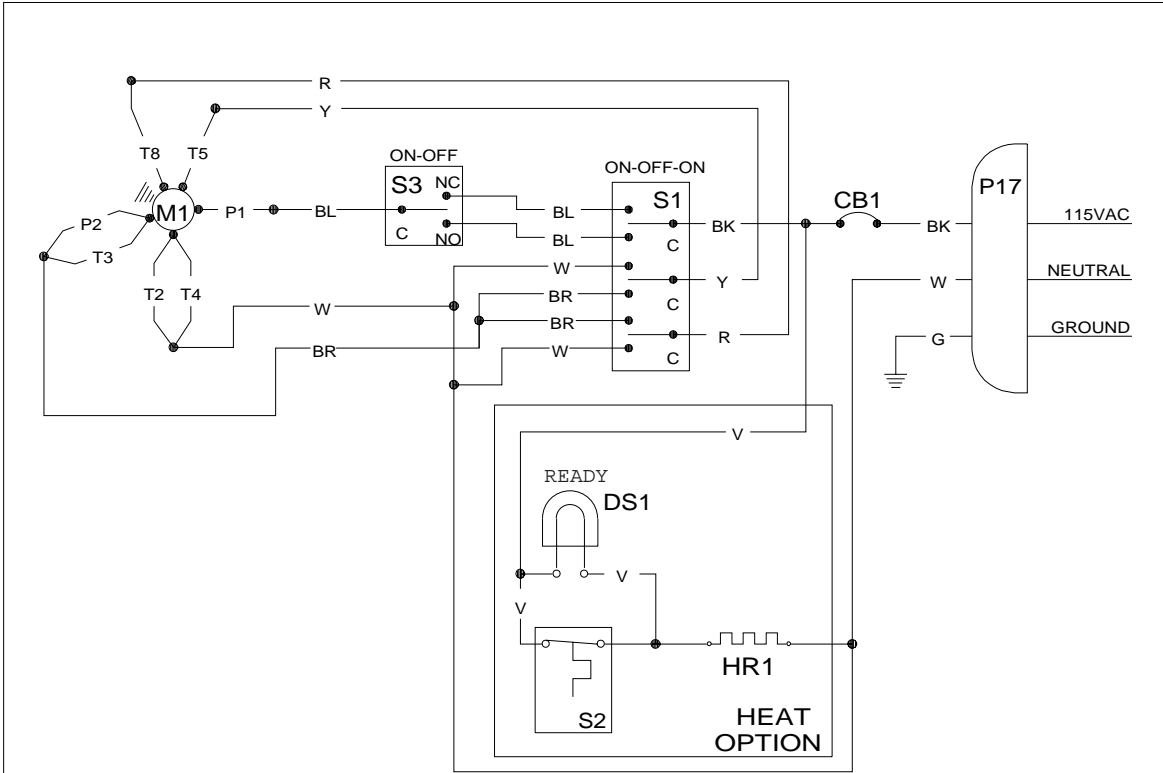 R
Y
T8
T5
ON-OFF
ON-OFF-ON
S3
NC
S1
P17
CB1
M1
P1
BL
BL
BK
BK
115VAC
P2
C
NO
BL
C
T3
W
Y
W
NEUTRAL
T2
T4
BR
C
W
BR
R
GROUND
BR
W
C
G
V
READY
DS1
V
V
HR1
S2
HEAT
OPTION